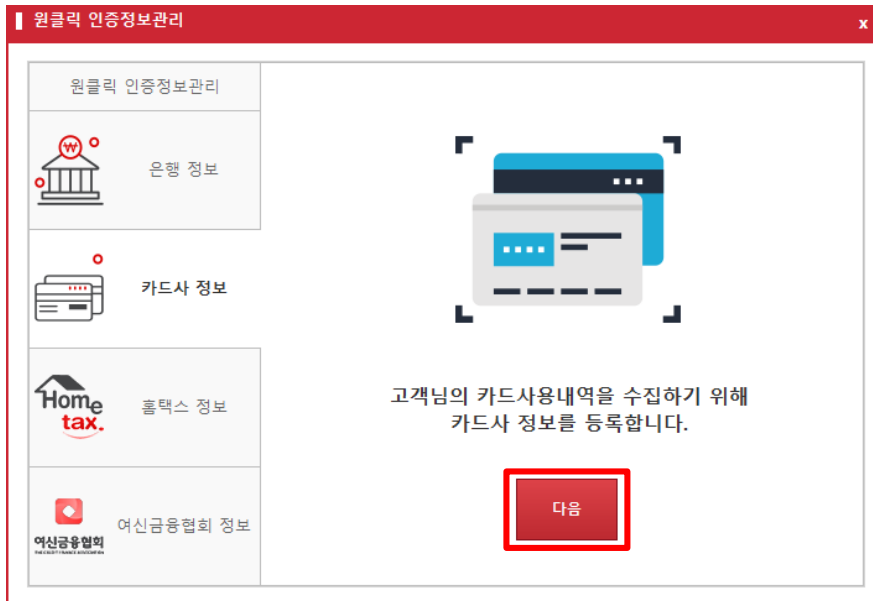 원클릭 인증정보관리
x
원클릭 인증정보관리
₩
은행 정보
카드사 정보
Home
tax.
홈택스 정보
여신금융협회
여신금융협회 정보
고객님의 카드사용내역을 수집하기 위해
카드사 정보를 등록합니다.
다음